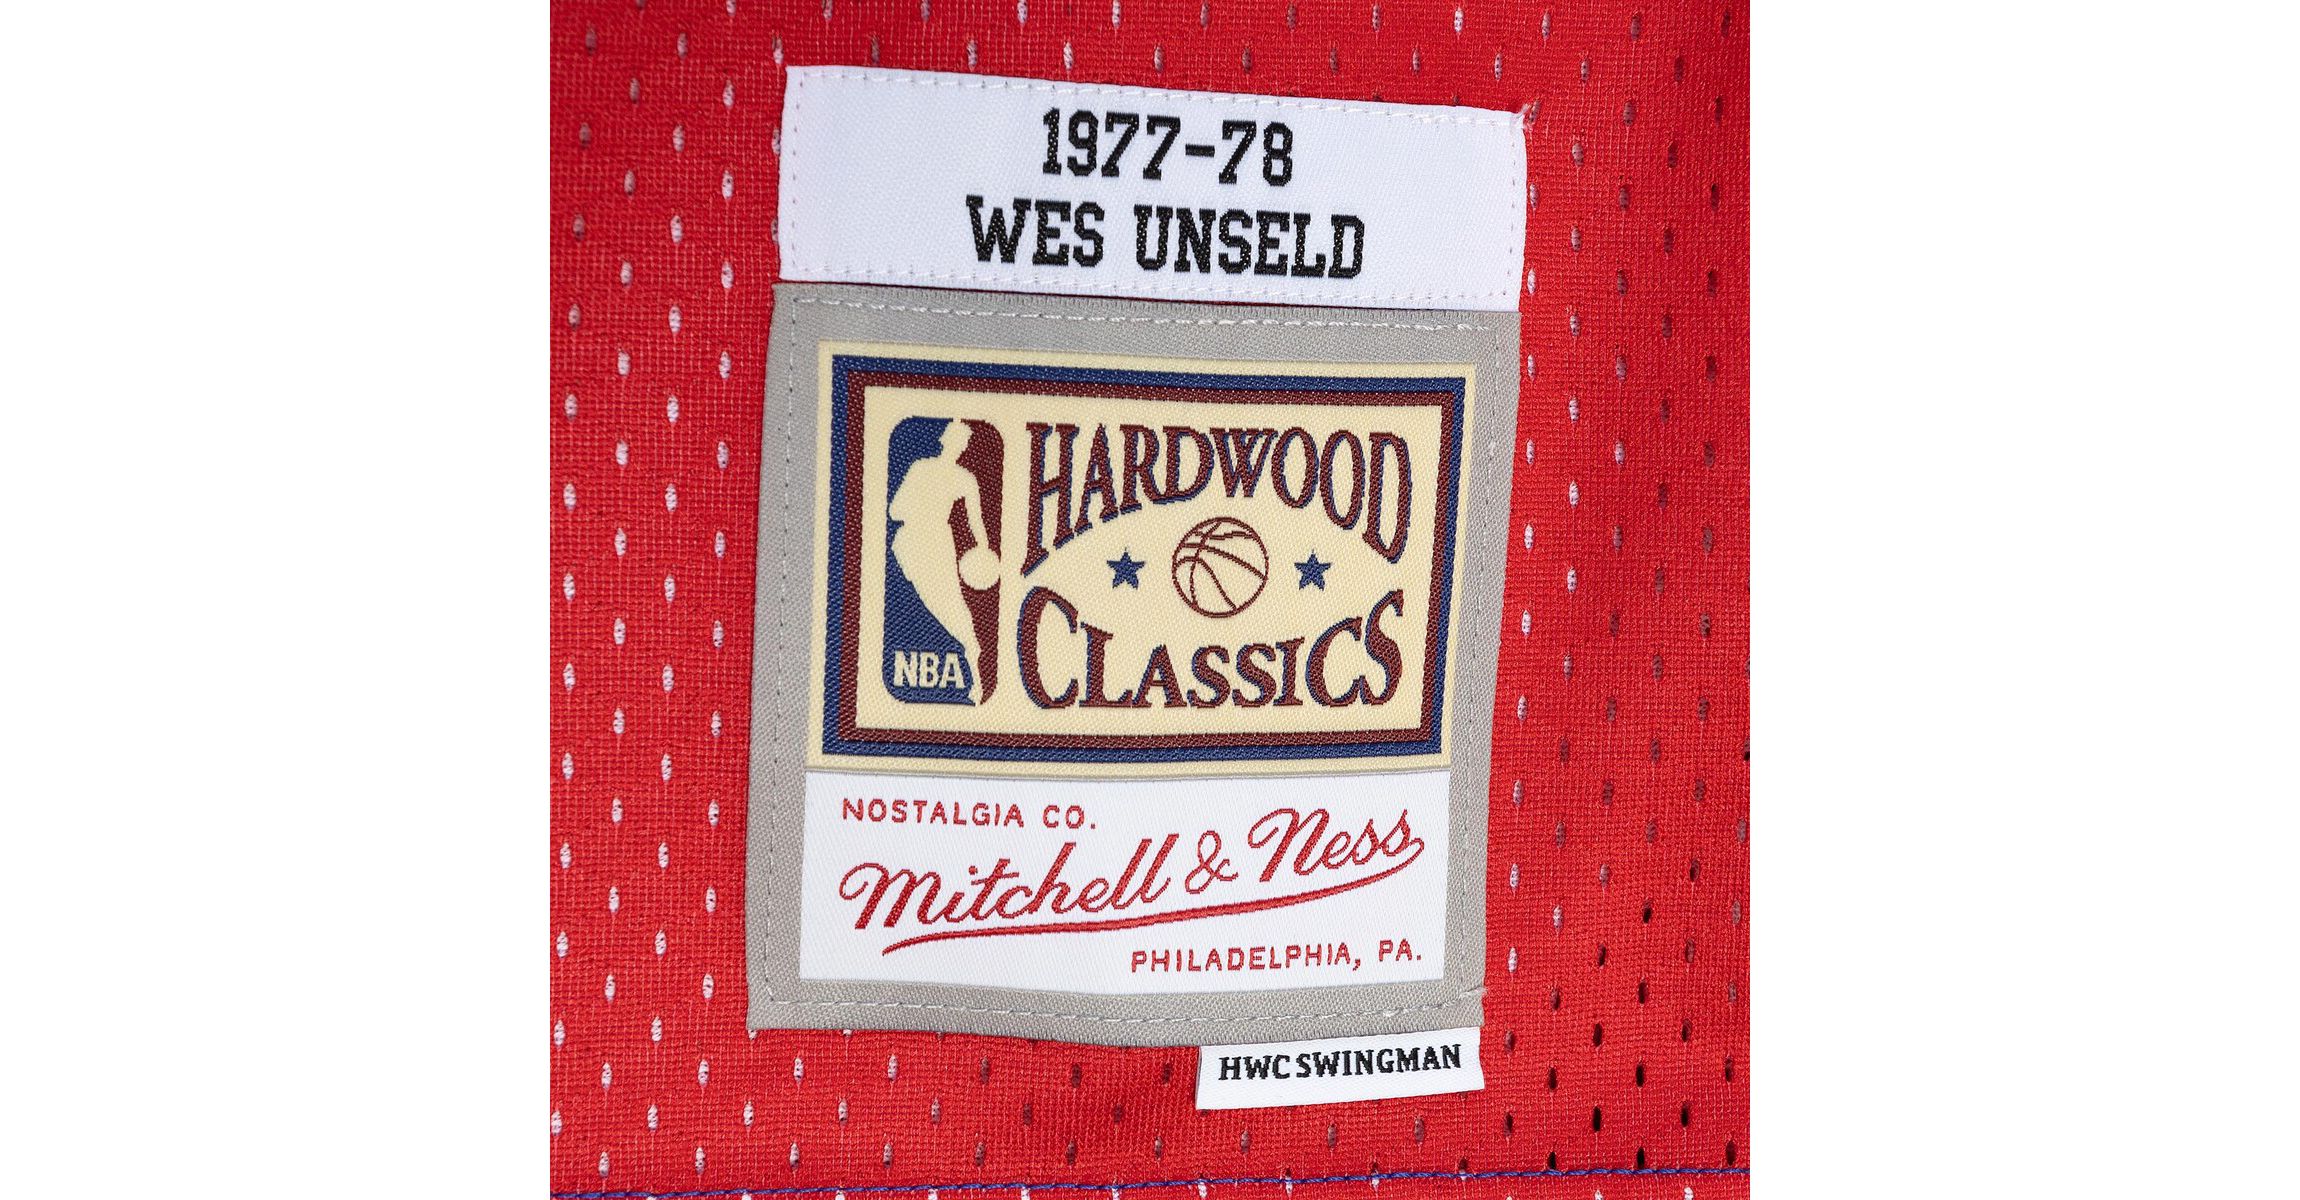 1977-78
WES UNSELD
HARDWOOD
CLASSICS
NBA
NOSTALGIA CO.
Mitchell & Ness
PHILADELPHIA, PA.
HWC SWINGMAN